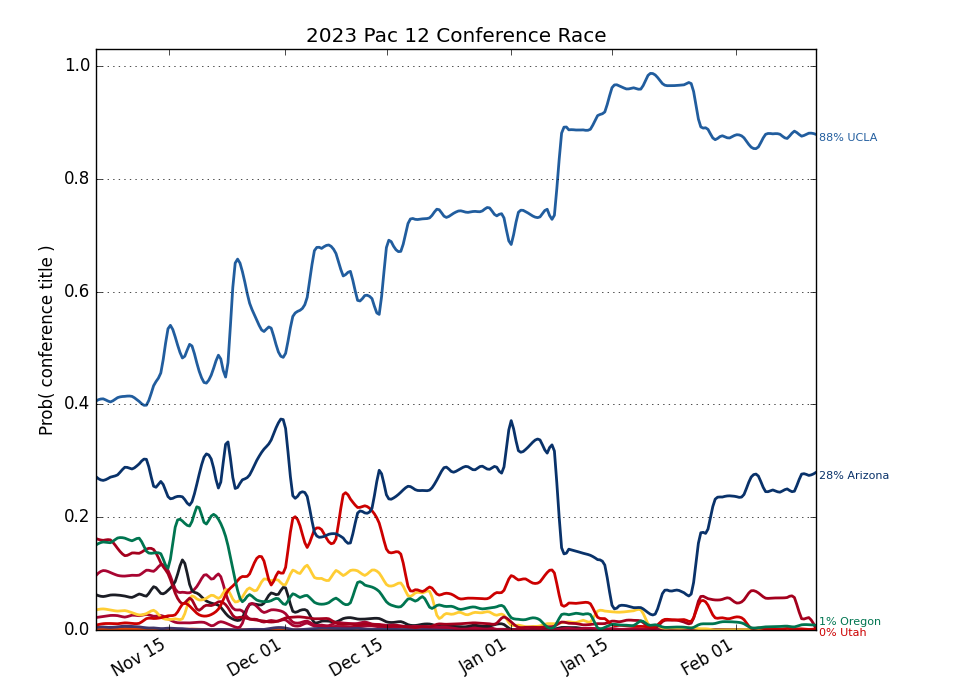 2023 Pac 12 Conference Race
Prob( conference title )
1.0
0.8
0.6
0.4
0.2
0.0
88% UCLA
28% Arizona
1% Oregon
0% Utah
Nov 15
Dec 01
Dec 15
Jan 01
Jan 15
Feb 01